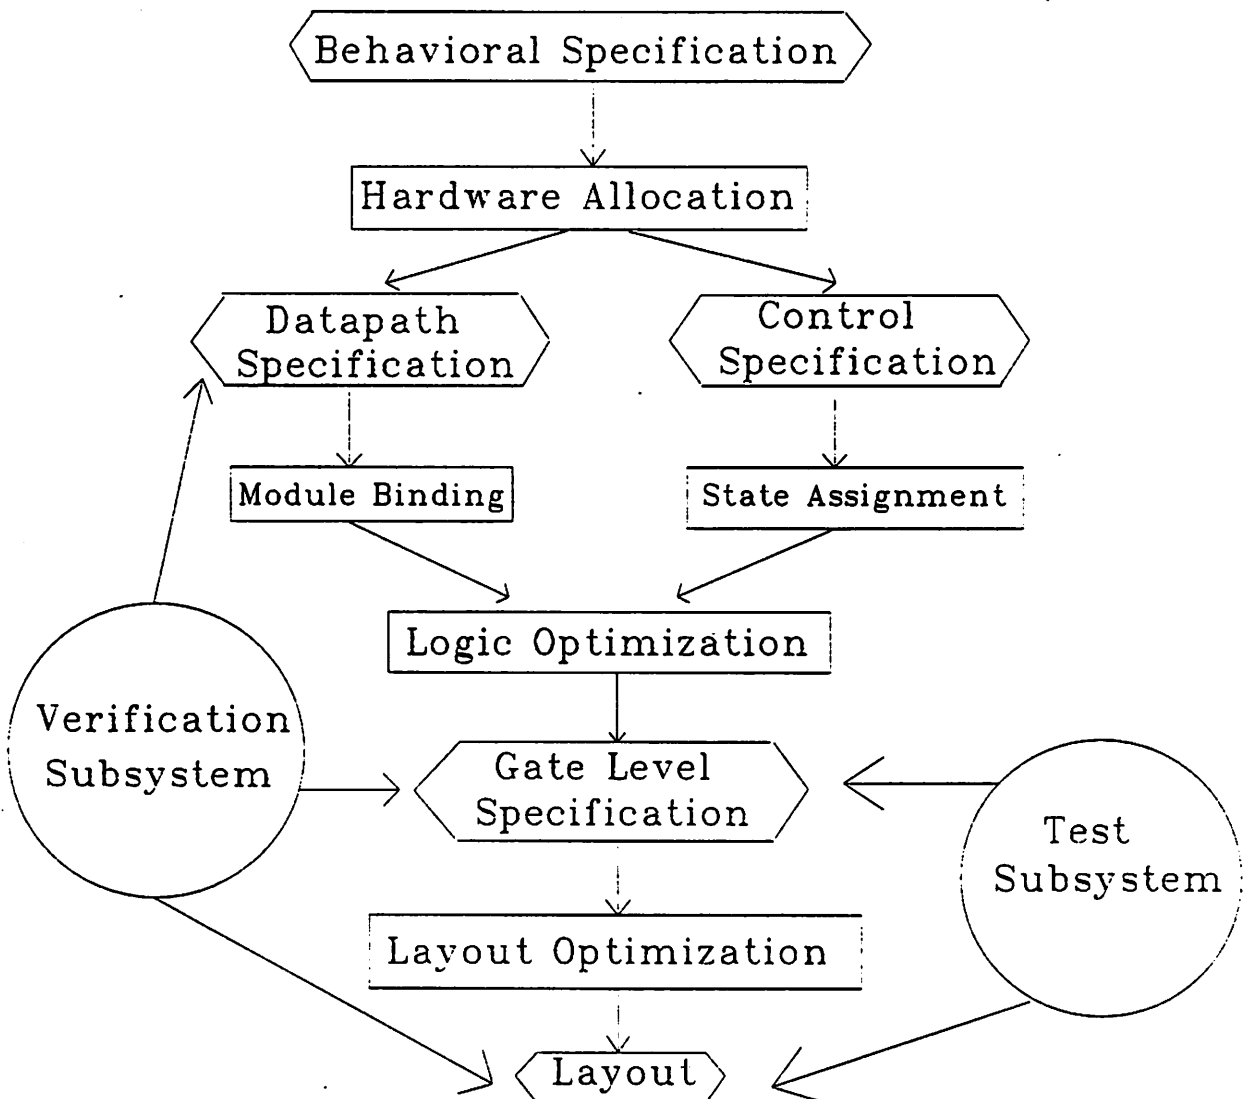 Behavioral Specification
Hardware Allocation
Datapath
Specification
Control
Specification
Module Binding
State Assignment
Logic Optimization
Verification
Subsystem
Gate Level
Specification
Test
Subsystem
Layout Optimization
Layout